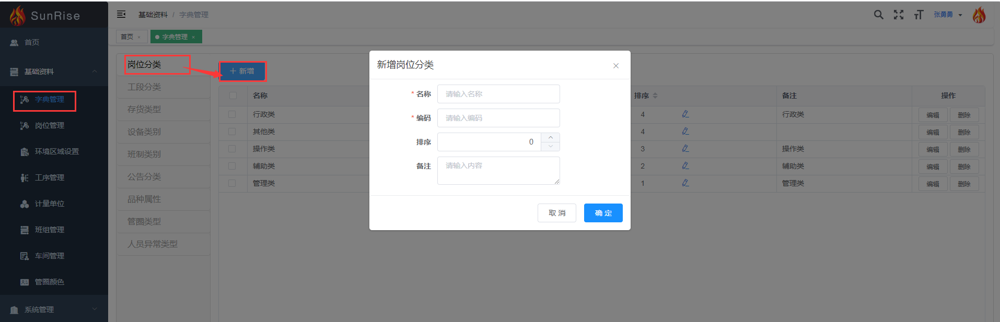 SunRise
首页
基础资料
字典管理
岗位管理
环境区域设置
工序管理
计量单位
班组管理
车间管理
管圈颜色
系统管理
基础资料 / 字典管理
张勇勇
首页 ×
字典管理 ×
岗位分类
工段分类
存货类型
设备类别
班制类别
公告分类
品种属性
管圈类型
人员异常类型
+ 新增
名称 排序 备注 操作
行政类 4 行政类 编辑 删除
其他类 4 编辑 删除
操作类 3 操作类 编辑 删除
辅助类 2 辅助类 编辑 删除
管理类 1 管理类 编辑 删除
新增岗位分类
* 名称 请输入名称
* 编码 请输入编码
排序 0
备注 请输入内容
取 消 确 定